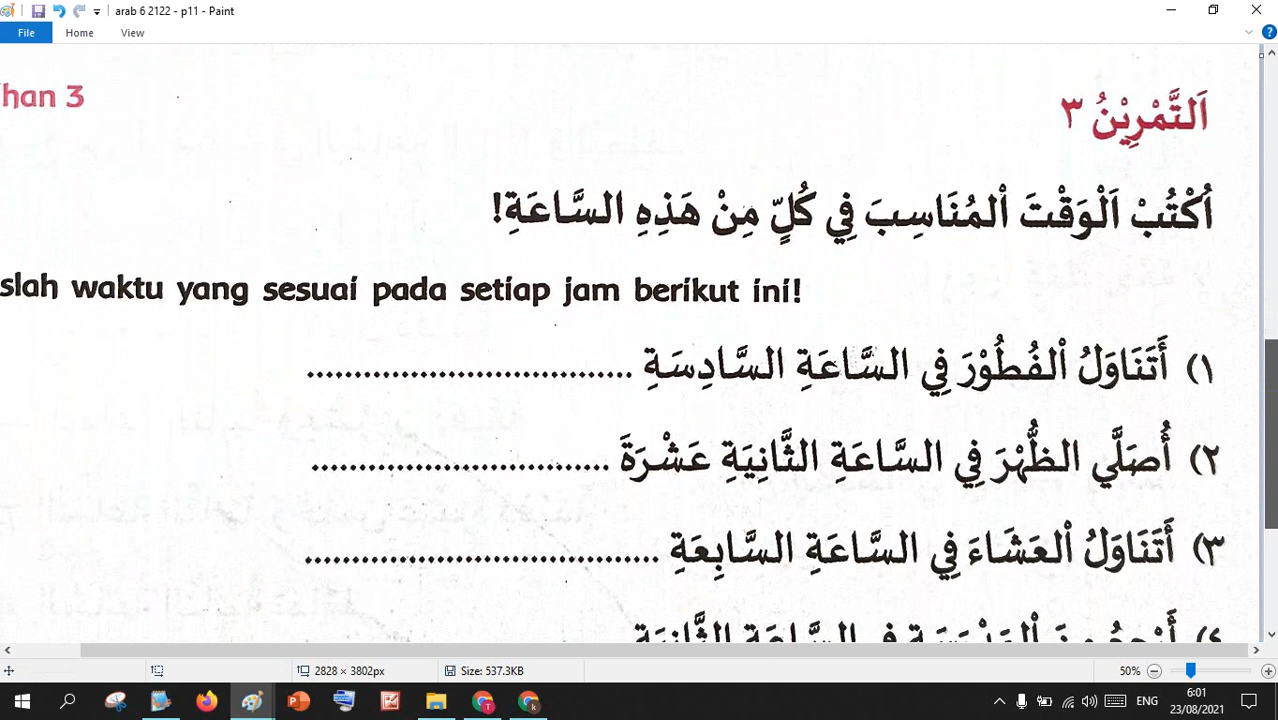 arab 6 2122 - p11 - Paint
File Home View
han 3
اَلتَّمْرِيْنُ ٣
اُكْتُبْ اَلْوَقْتَ الْمُنَاسِبَ فِي كُلٍّ مِنْ هَذِهِ السَّاعَةِ!
slah waktu yang sesuai pada setiap jam berikut ini!
١) أَتَنَاوَلُ الْفُطُوْرَ فِي السَّاعَةِ السَّادِسَةِ ..................................
٢) أُصَلَّي الظُّهْرَ فِي السَّاعَةِ الثَّانِيَةِ عَشْرَةَ ...............................
٣) أَتَنَاوَلُ الْعَشَاءَ فِي السَّاعَةِ السَّابِعَةِ .....................................
2828 × 3802px Size: 537.3KB 50%
ENG 6:01
23/08/2021